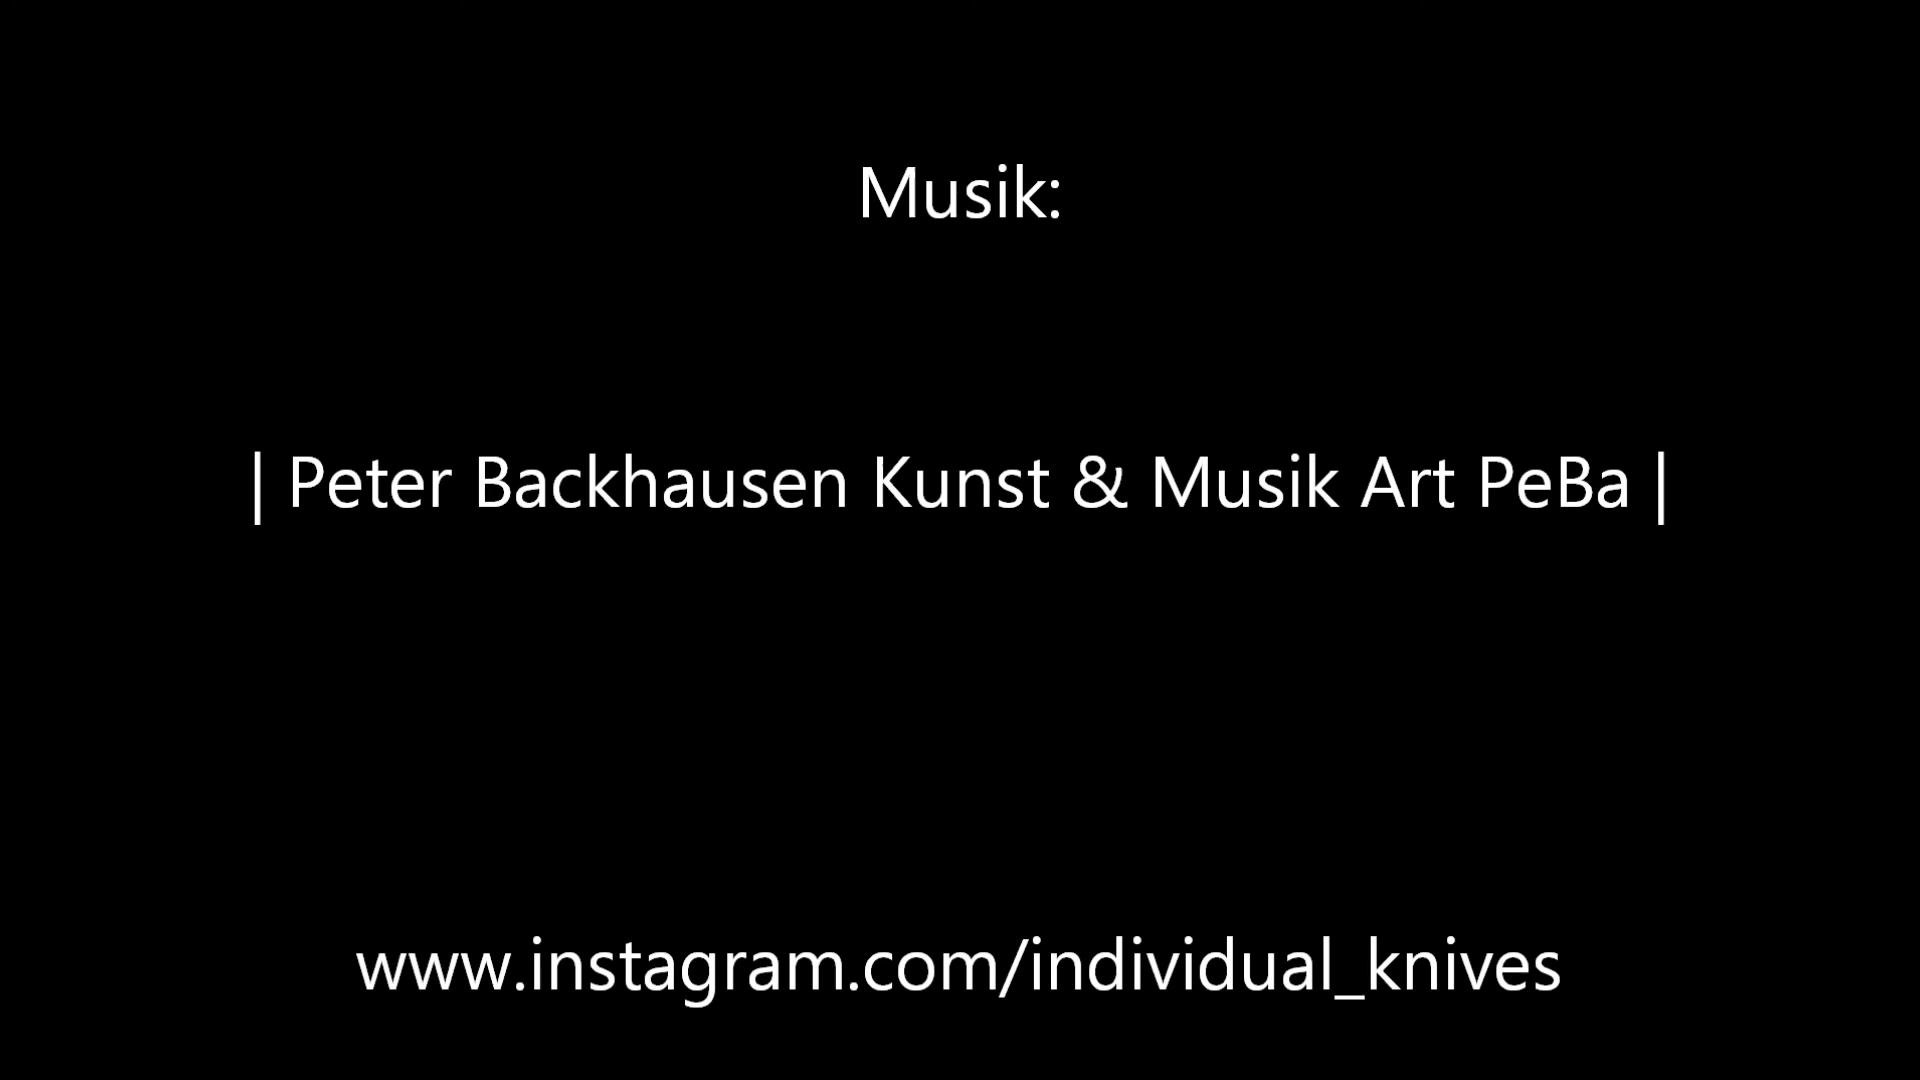 Musik:
| Peter Backhausen Kunst & Musik Art PeBa |
www.instagram.com/individual_knives